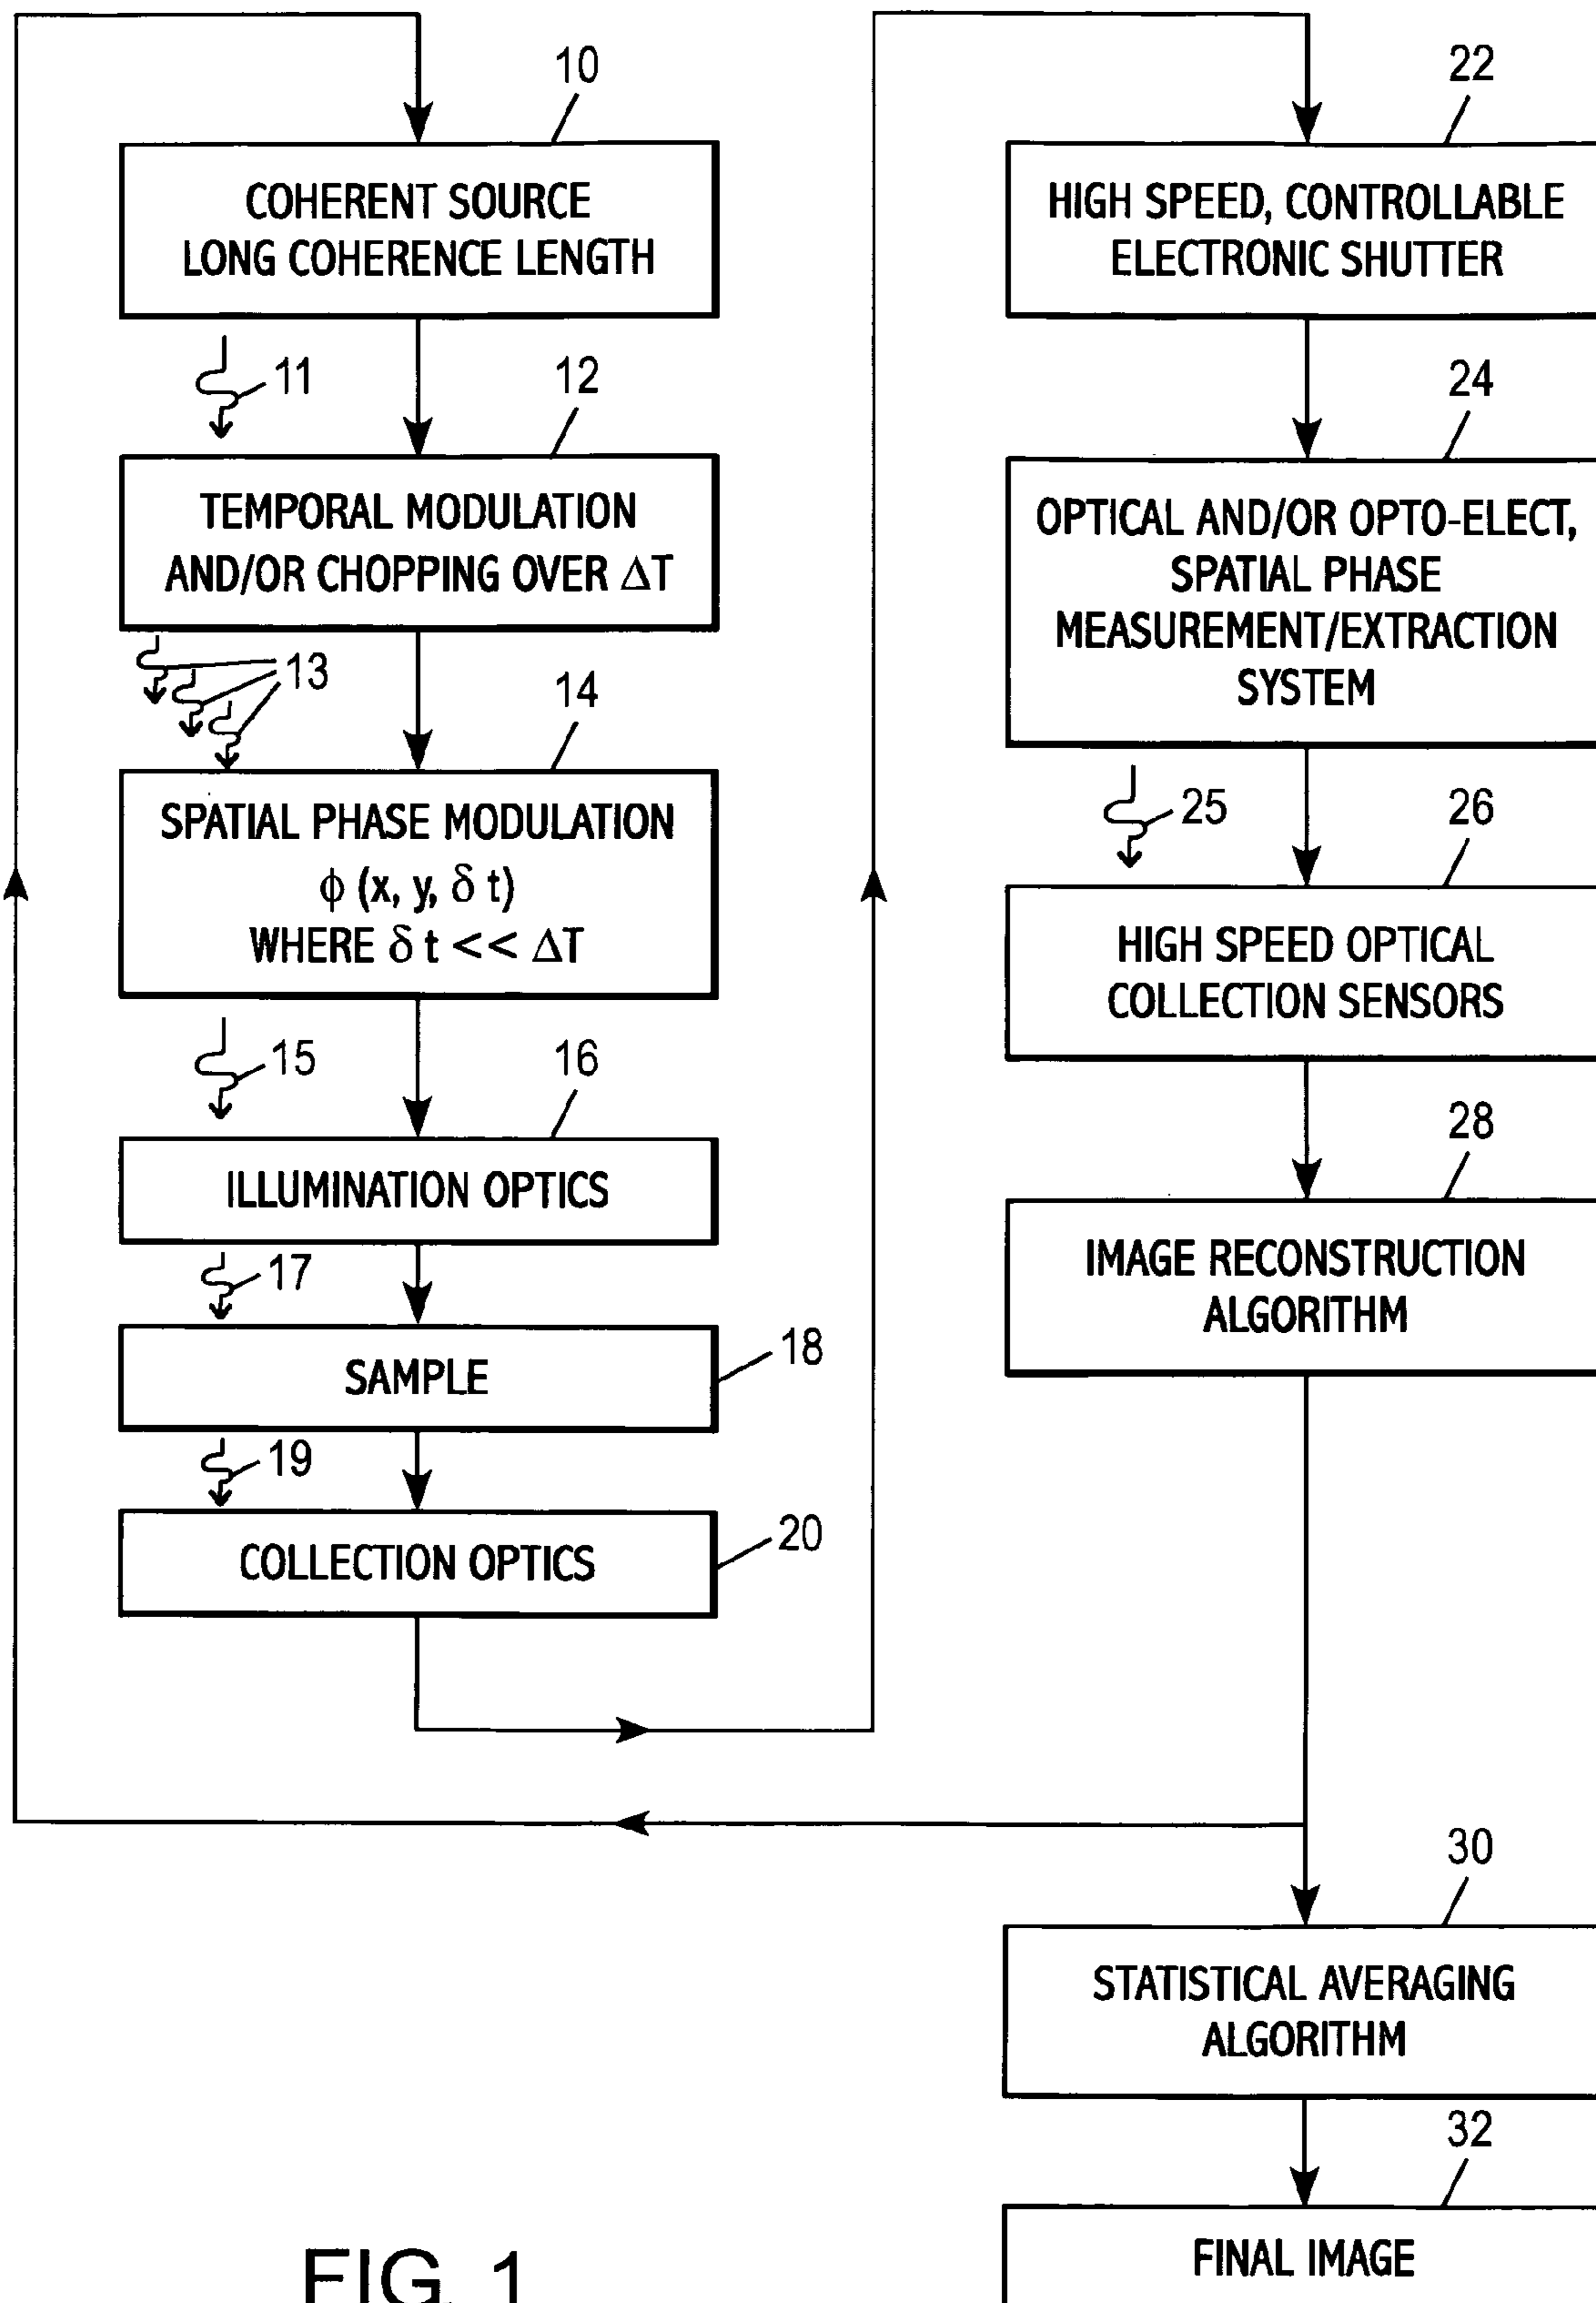 10
COHERENT SOURCE
LONG COHERENCE LENGTH
11
12
TEMPORAL MODULATION
AND/OR CHOPPING OVER ΔT
13
14
SPATIAL PHASE MODULATION
ϕ (x, y, δ t)
WHERE δ t << ΔT
15
16
ILLUMINATION OPTICS
17
SAMPLE
18
19
COLLECTION OPTICS
20
22
HIGH SPEED, CONTROLLABLE
ELECTRONIC SHUTTER
24
OPTICAL AND/OR OPTO-ELECT,
SPATIAL PHASE
MEASUREMENT/EXTRACTION
SYSTEM
25
26
HIGH SPEED OPTICAL
COLLECTION SENSORS
28
IMAGE RECONSTRUCTION
ALGORITHM
30
STATISTICAL AVERAGING
ALGORITHM
32
FINAL IMAGE
FIG. 1